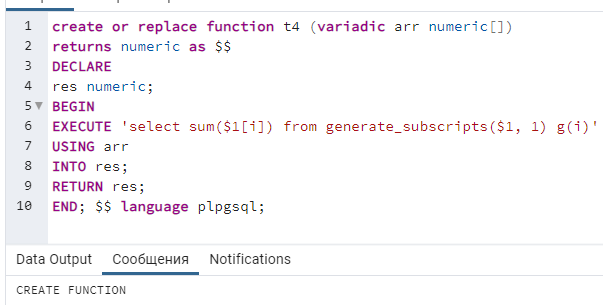 1 create or replace function t4 (variadic arr numeric[])
2 returns numeric as $$
3 DECLARE
4 res numeric;
5 BEGIN
6 EXECUTE 'select sum($1[i]) from generate_subscripts($1, 1) g(i)'
7 USING arr
8 INTO res;
9 RETURN res;
10 END; $$ language plpgsql;
Data Output Сообщения Notifications
CREATE FUNCTION